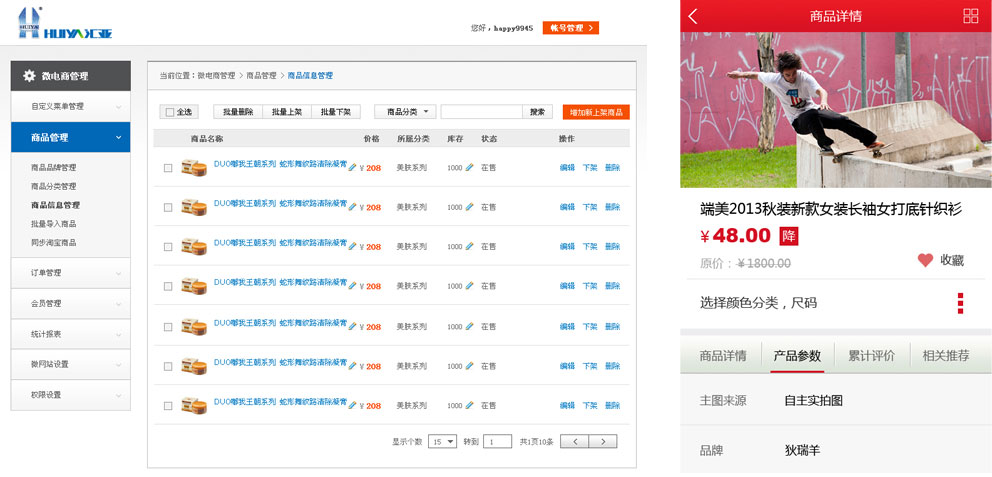 HUIYA汇亚
您好，happy9945 帐号管理
微电商管理
自定义菜单管理
商品管理
商品品牌管理
商品分类管理
商品信息管理
批量导入商品
同步淘宝商品
订单管理
会员管理
统计报表
微网站设置
权限设置
当前位置：微电商管理 > 商品管理 > 商品信息管理
全选 批量删除 批量上架 批量下架 商品分类 搜索 增加新上架商品
商品名称 价格 所属分类 库存 状态 操作
DUO嘟我王朝系列 蛇形舞纹路清除凝膏 ¥ 208 美肤系列 1000 在售 编辑 下架 删除
DUO嘟我王朝系列 蛇形舞纹路清除凝膏 ¥ 208 美肤系列 1000 在售 编辑 下架 删除
DUO嘟我王朝系列 蛇形舞纹路清除凝膏 ¥ 208 美肤系列 1000 在售 编辑 下架 删除
DUO嘟我王朝系列 蛇形舞纹路清除凝膏 ¥ 208 美肤系列 1000 在售 编辑 下架 删除
DUO嘟我王朝系列 蛇形舞纹路清除凝膏 ¥ 208 美肤系列 1000 在售 编辑 下架 删除
DUO嘟我王朝系列 蛇形舞纹路清除凝膏 ¥ 208 美肤系列 1000 在售 编辑 下架 删除
DUO嘟我王朝系列 蛇形舞纹路清除凝膏 ¥ 208 美肤系列 1000 在售 编辑 下架 删除
显示个数 15 转到 1 共1页10条
商品详情
端美2013秋装新款女装长袖女打底针织衫
¥ 48.00 降
原价：¥1800.00 收藏
选择颜色分类，尺码
商品详情 产品参数 累计评价 相关推荐
主图来源 自主实拍图
品牌 狄瑞羊